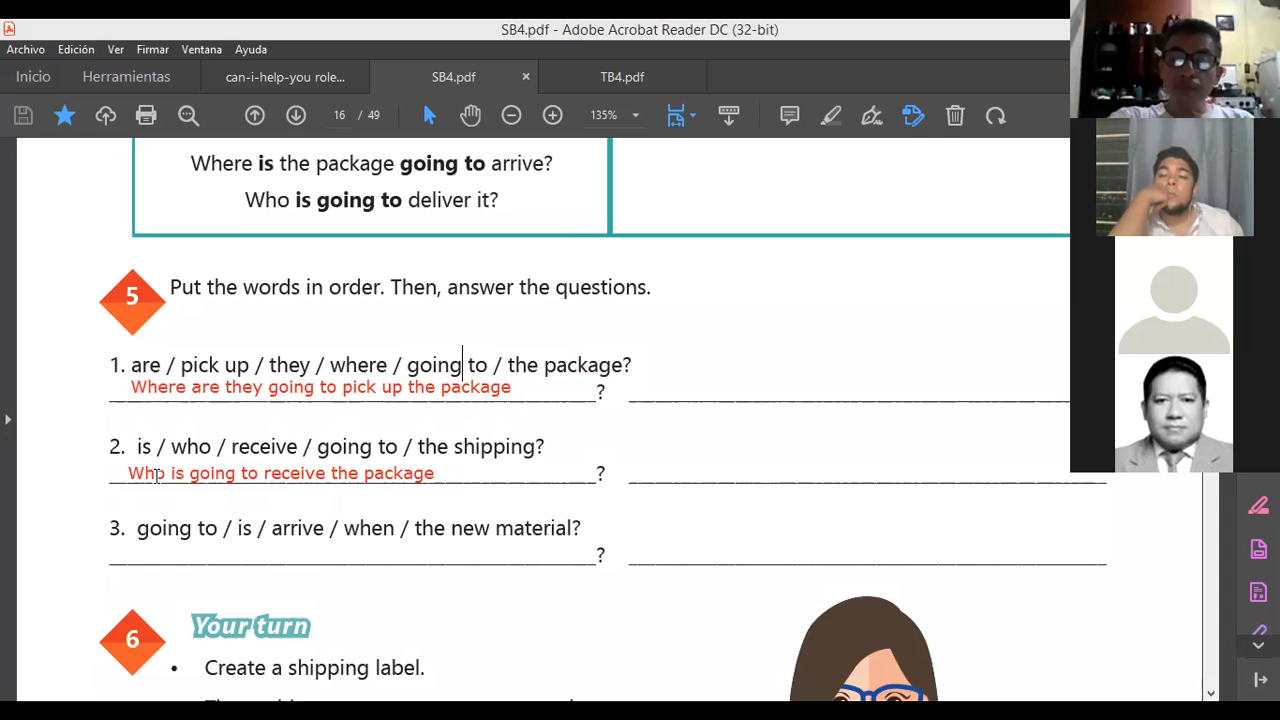 SB4.pdf - Adobe Acrobat Reader DC (32-bit)
Archivo Edición Ver Firmar Ventana Ayuda
Inicio Herramientas can-i-help-you role... SB4.pdf × TB4.pdf
16 / 49 135%
Where is the package going to arrive?
Who is going to deliver it?
5 Put the words in order. Then, answer the questions.
1. are / pick up / they / where / going to / the package?
Where are they going to pick up the package ?
2. is / who / receive / going to / the shipping?
Who is going to receive the package ?
3. going to / is / arrive / when / the new material?
?
6 Your turn
• Create a shipping label.